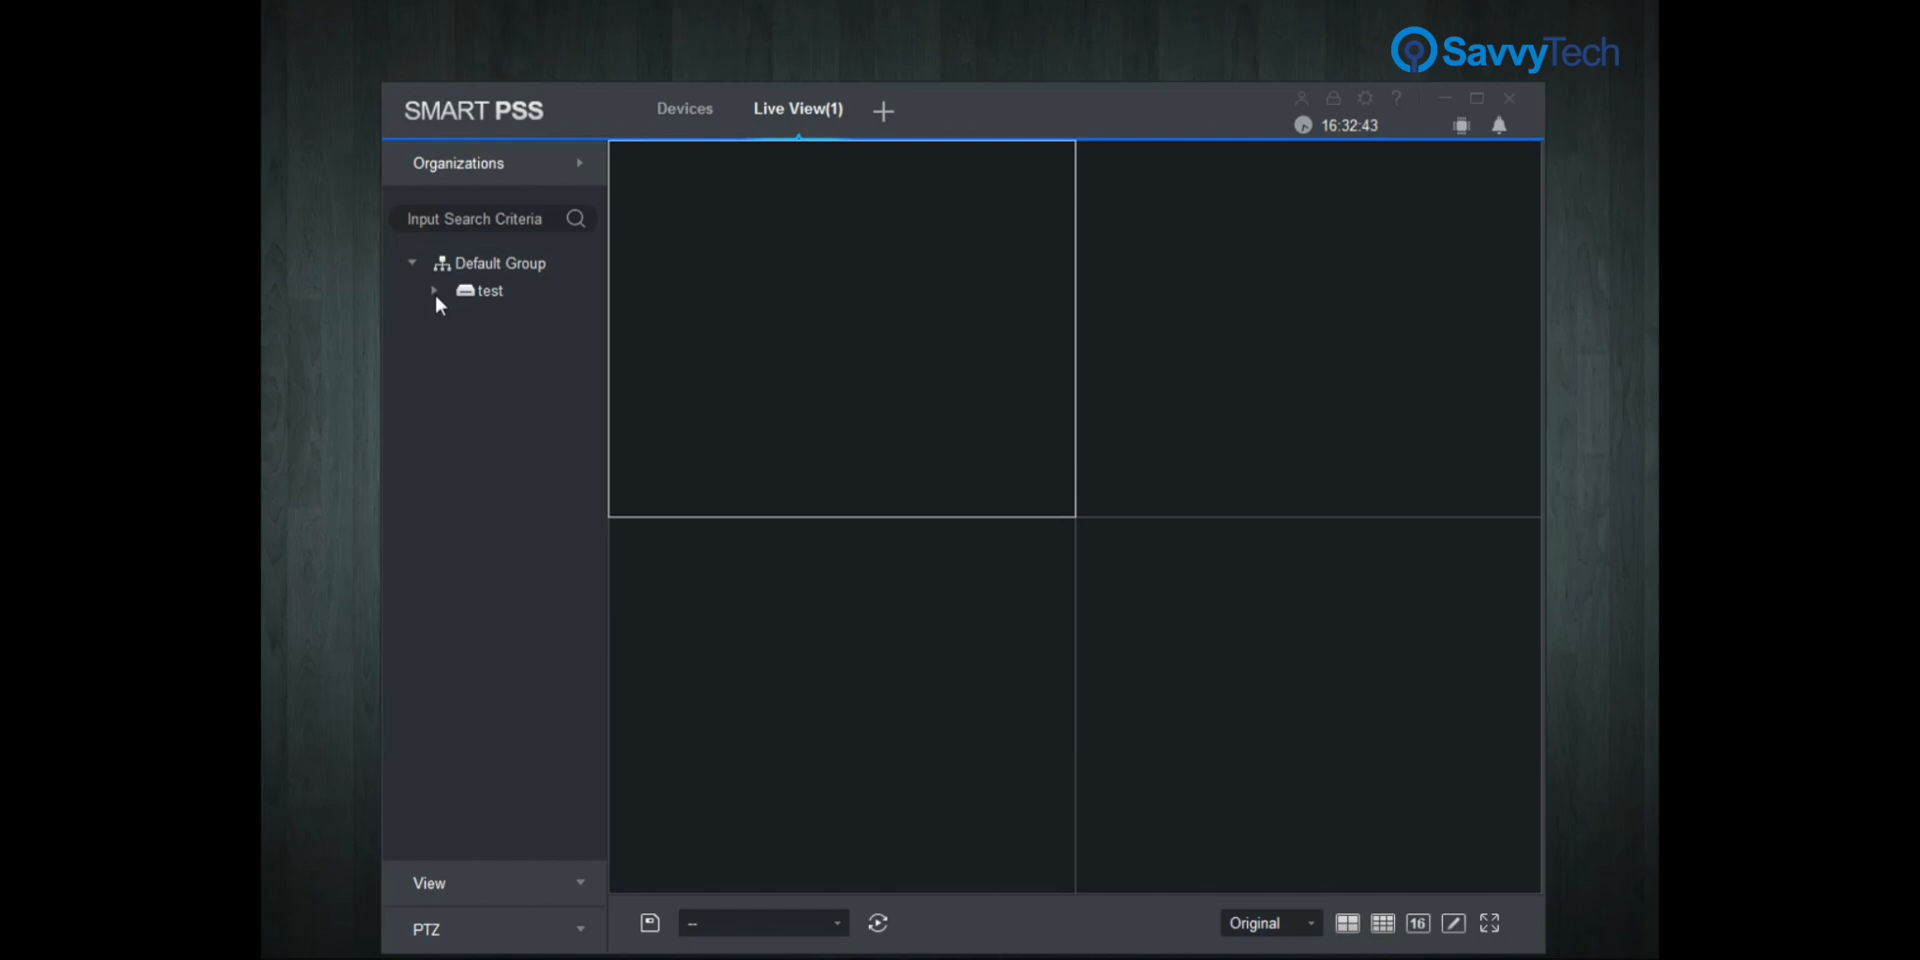 SavvyTech
SMART PSS
Devices
Live View(1)
16:32:43
Organizations
Input Search Criteria
Default Group
test
View
PTZ
--
Original
16